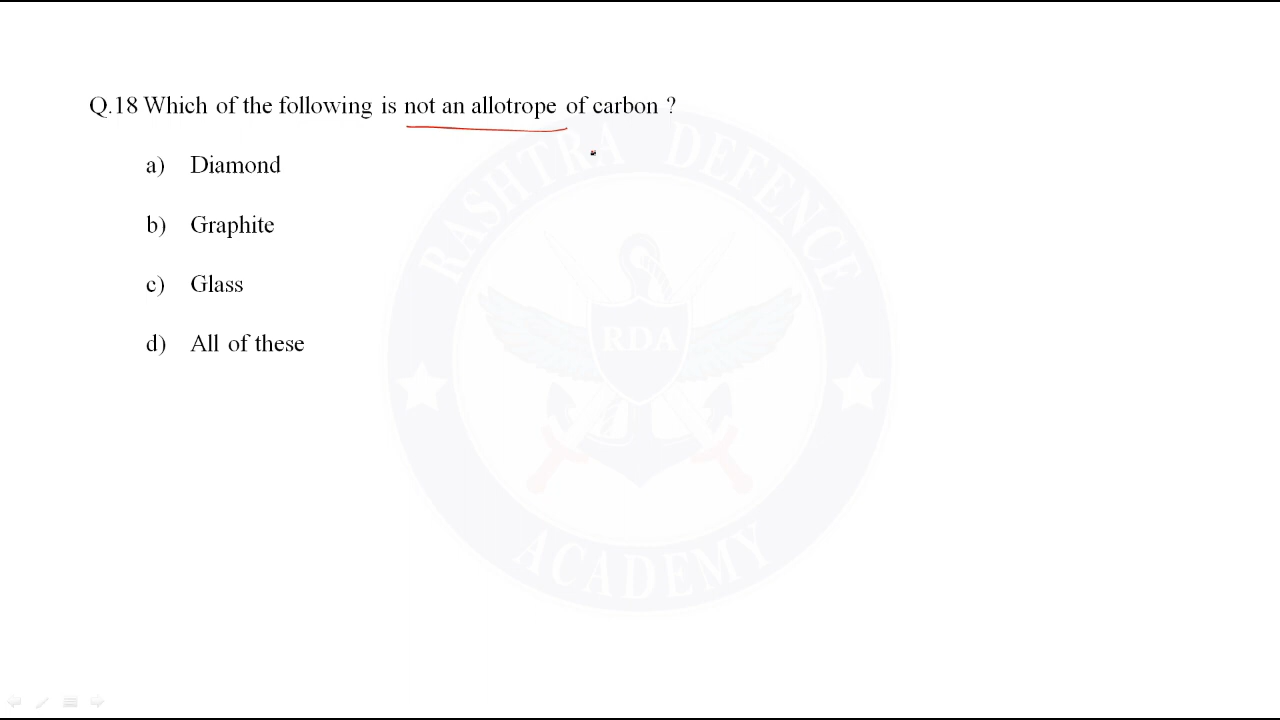 Q.18 Which of the following is not an allotrope of carbon ?
a) Diamond
b) Graphite
c) Glass
d) All of these
RASHTRA DEFENCE
RDA
ACADEMY